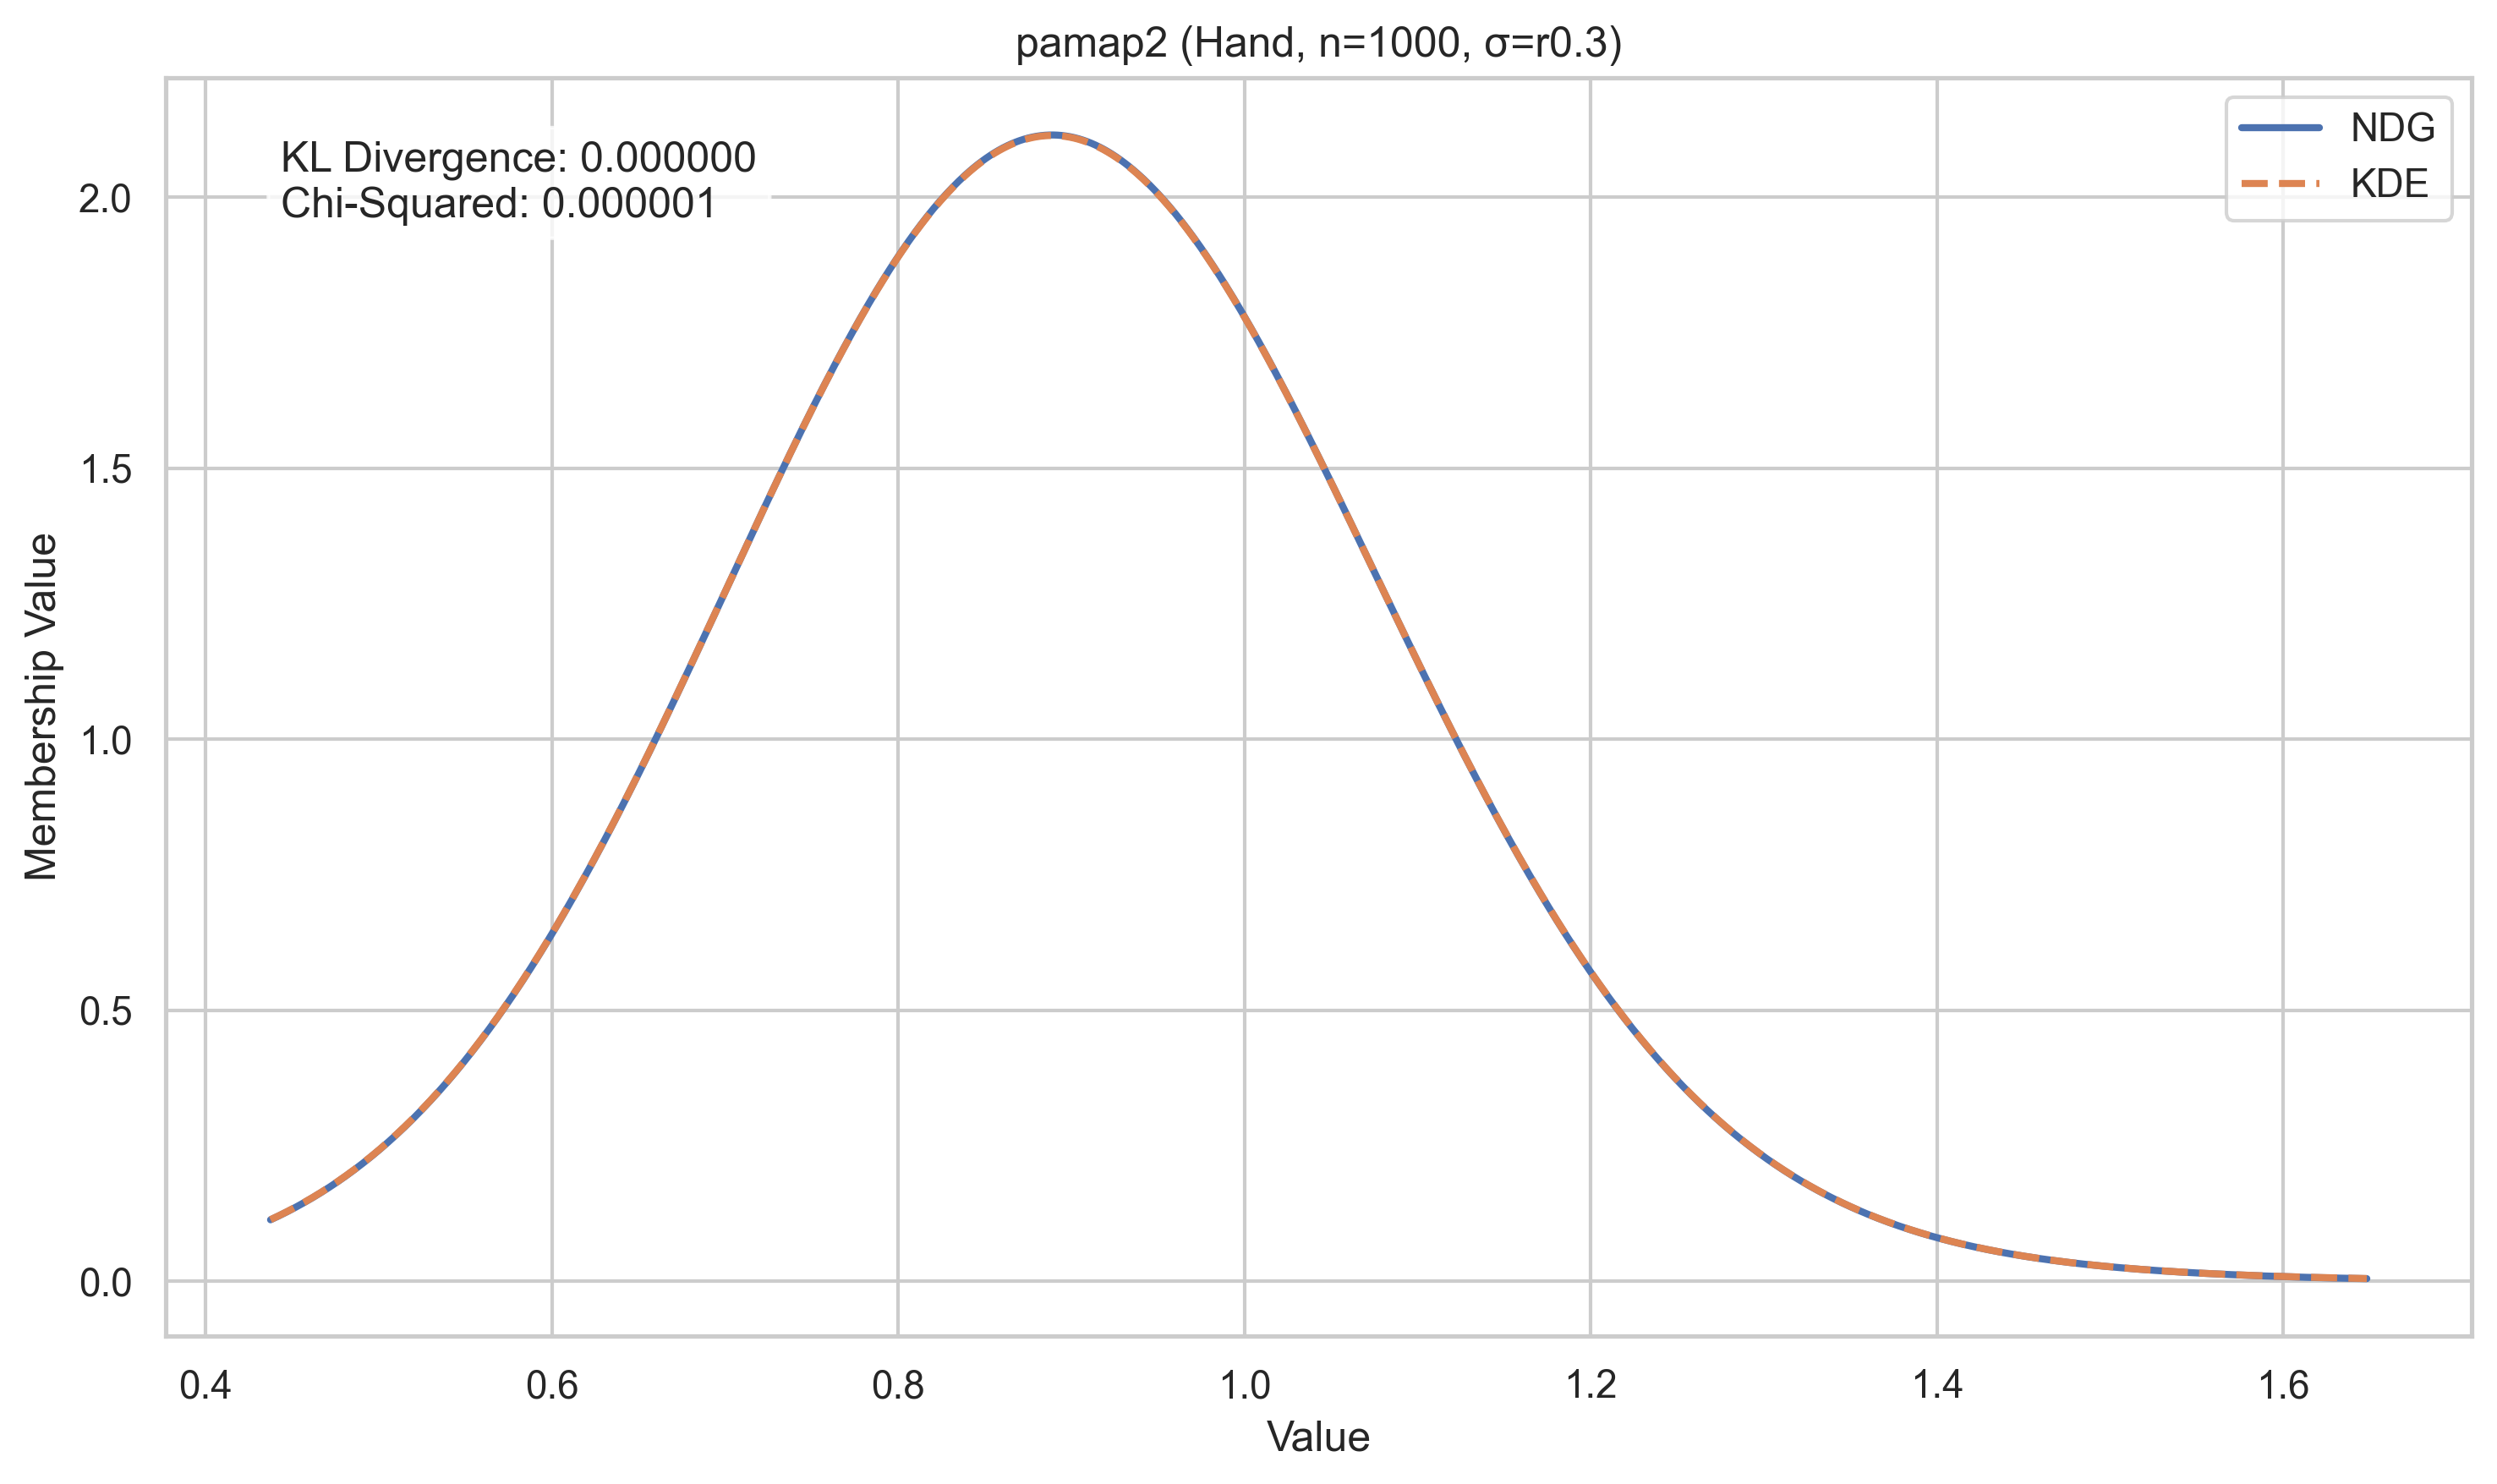 pamap2 (Hand, n=1000, σ=r0.3)
KL Divergence: 0.000000
Chi-Squared: 0.000001
NDG
KDE
Membership Value
2.0
1.5
1.0
0.5
0.0
0.4
0.6
0.8
1.0
1.2
1.4
1.6
Value